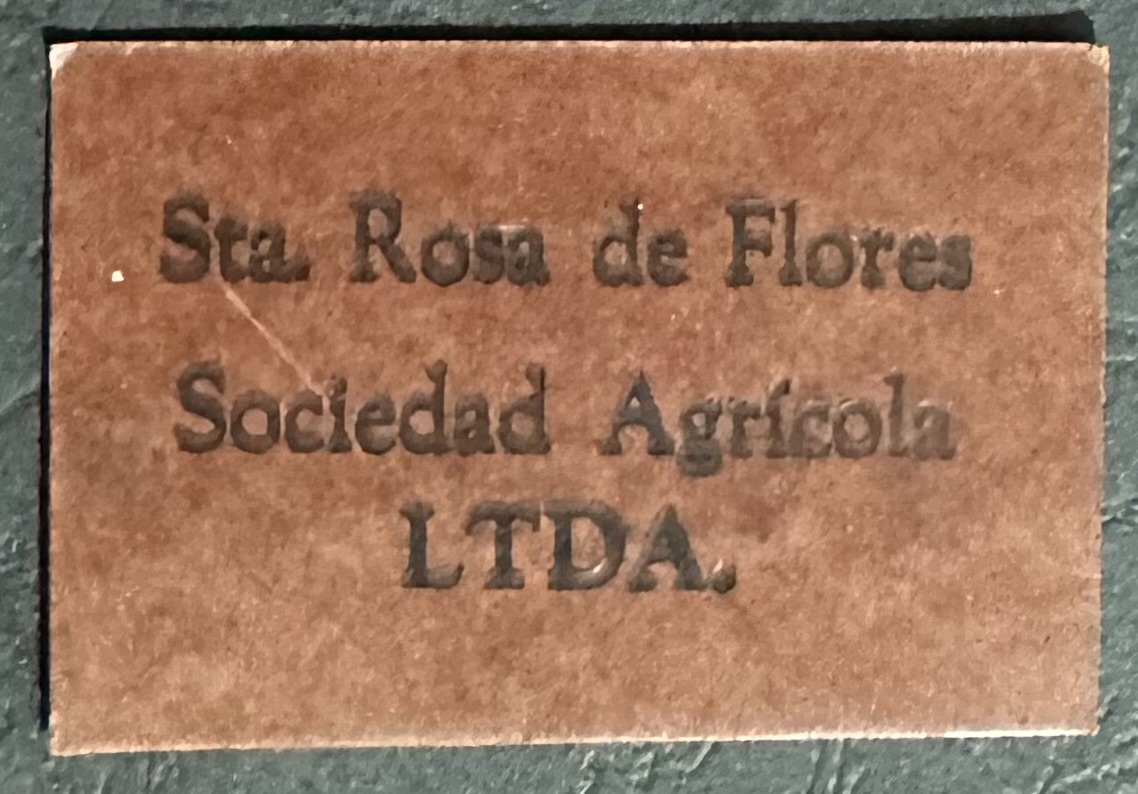 Sta. Rosa de Flores
Sociedad Agrícola
LTDA.